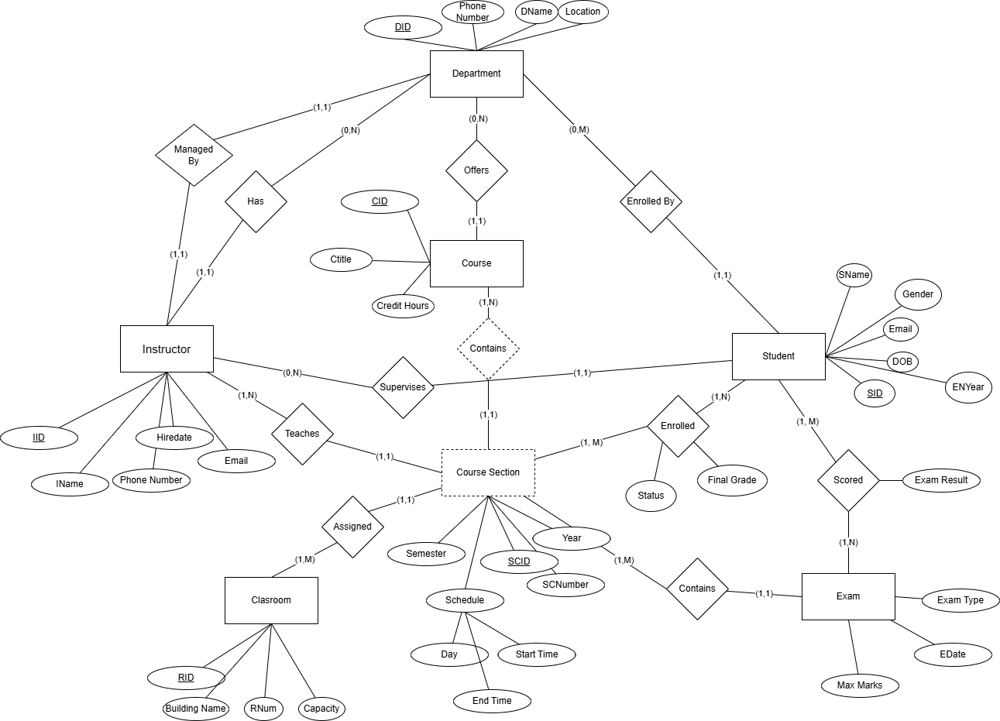 Phone
Number
DName
Location
DID
Department
(1,1)
(0,N)
(0,N)
(0,M)
Managed
By
Has
Offers
Enrolled By
CID
(1,1)
(1,1)
(1,1)
Ctitle
Course
(1,1)
SName
Credit Hours
(1,N)
Gender
Email
Instructor
Contains
Student
DOB
(0,N)
Supervises
(1,1)
ENYear
SID
(1,N)
(1,N)
(1,1)
(1, M)
IID
Hiredate
Teaches
Enrolled
(1, M)
Email
(1,1)
IName
Phone Number
Course Section
Final Grade
Scored
Exam Result
Status
(1,1)
Assigned
Year
(1,N)
Semester
(1,M)
SCID
(1,M)
SCNumber
Contains
(1,1)
Exam
Exam Type
Clasroom
Schedule
Day
Start Time
EDate
RID
Max Marks
Building Name
RNum
Capacity
End Time